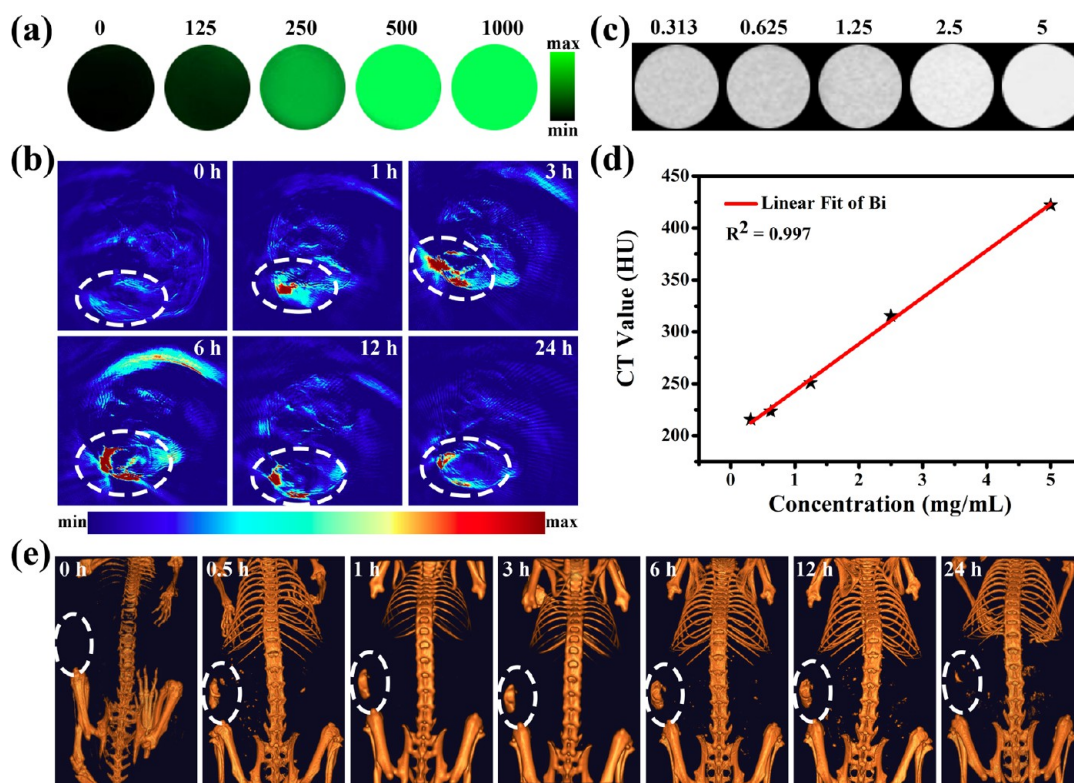 (a)
0 125 250 500 1000
max
min
(c)
0.313 0.625 1.25 2.5 5
(b)
0 h 1 h 3 h
6 h 12 h 24 h
min max
(d)
450
400
350
300
250
200
CT Value (HU)
Linear Fit of Bi
R² = 0.997
0 1 2 3 4 5
Concentration (mg/mL)
(e)
0 h 0.5 h 1 h 3 h 6 h 12 h 24 h